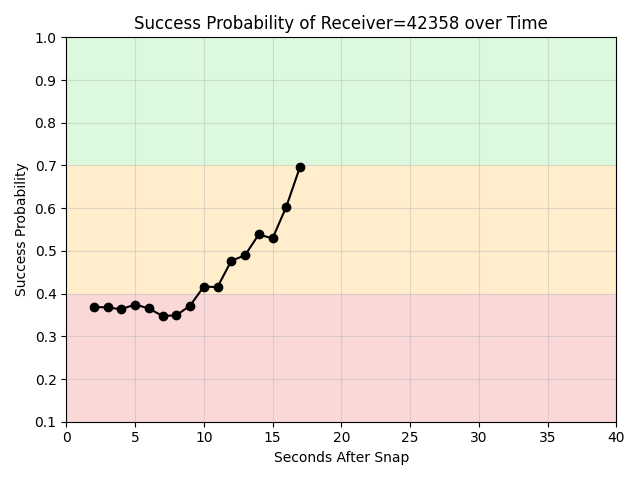 Success Probability of Receiver=42358 over Time
1.0
0.9
0.8
0.7
0.6
0.5
0.4
0.3
0.2
0.1
Success Probability
0 5 10 15 20 25 30 35 40
Seconds After Snap